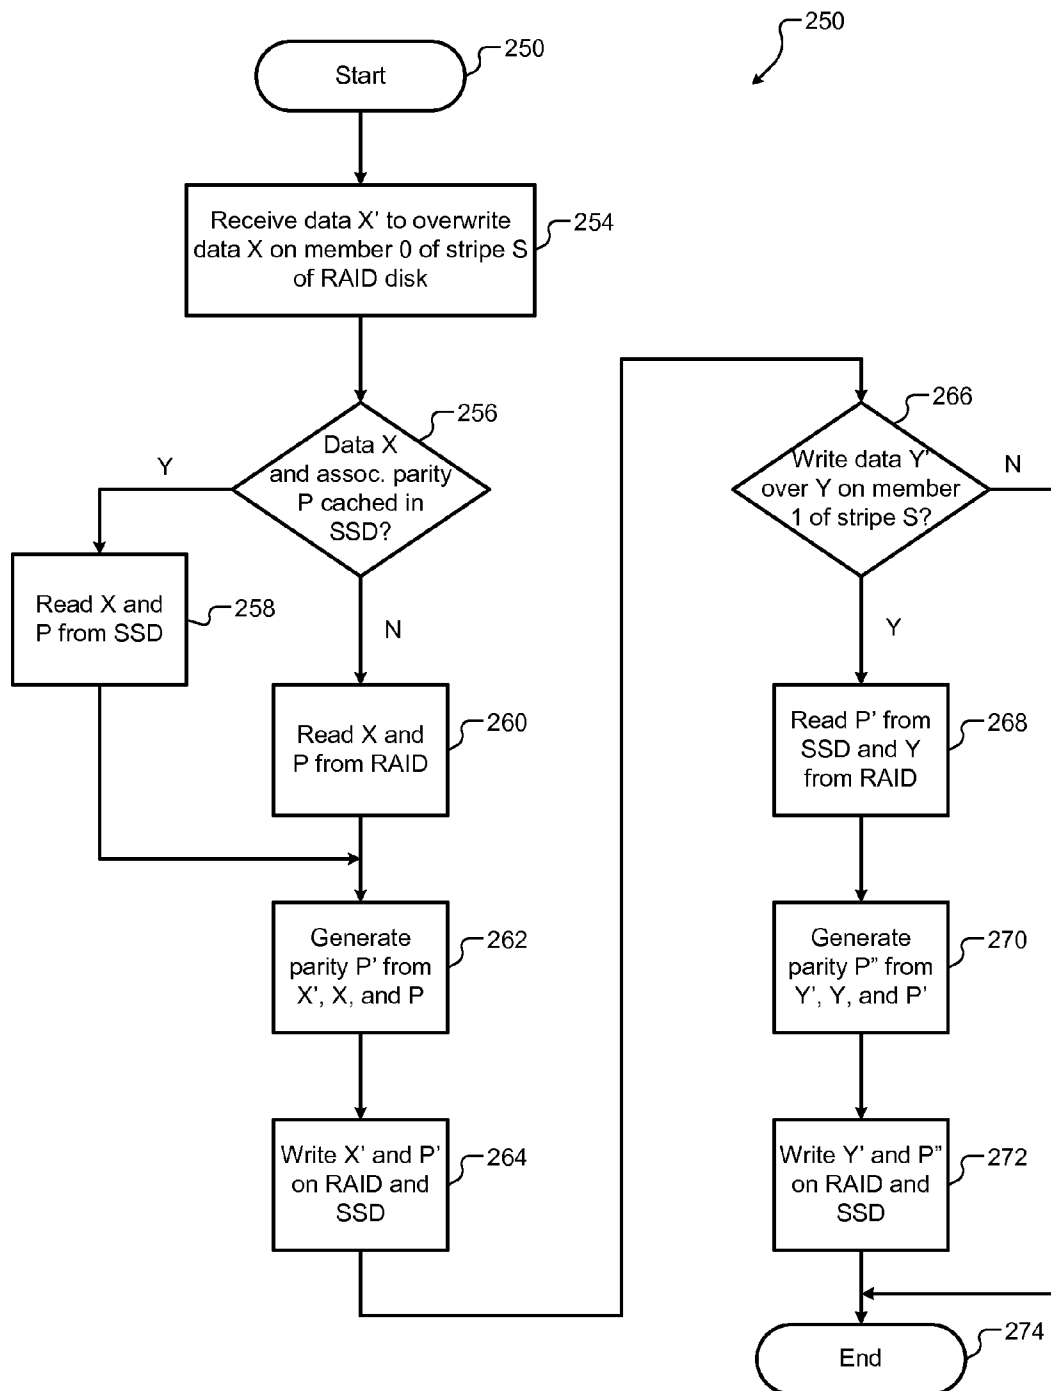 250
Start
250
Receive data X' to overwrite
data X on member 0 of stripe S
of RAID disk
254
Data X
and assoc. parity
P cached in
SSD?
256
Y
N
Read X and
P from SSD
258
Read X and
P from RAID
260
Generate
parity P' from
X', X, and P
262
Write X' and P'
on RAID and
SSD
264
Write data Y'
over Y on member
1 of stripe S?
266
N
Y
Read P' from
SSD and Y
from RAID
268
Generate
parity P" from
Y', Y, and P'
270
Write Y' and P"
on RAID and
SSD
272
End
274